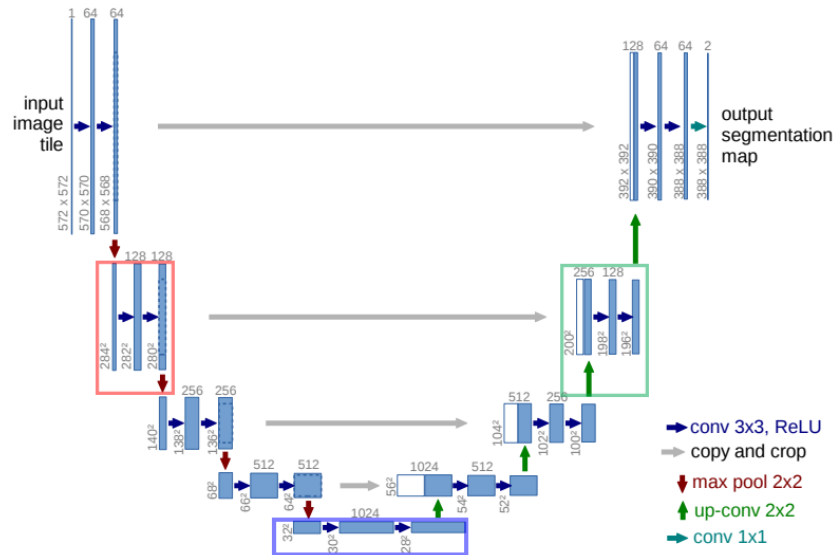 1
64
64
input
image
tile
572 x 572
570 x 570
568 x 568
128
64
64
2
output
segmentation
map
392 x 392
390 x 390
388 x 388
388 x 388
128
128
284²
282²
280²
256
128
200²
198²
196²
256
256
140²
138²
136²
512
256
104²
102²
100²
512
512
68²
66²
64²
1024
512
56²
54²
52²
1024
32²
30²
28²
conv 3x3, ReLU
copy and crop
max pool 2x2
up-conv 2x2
conv 1x1